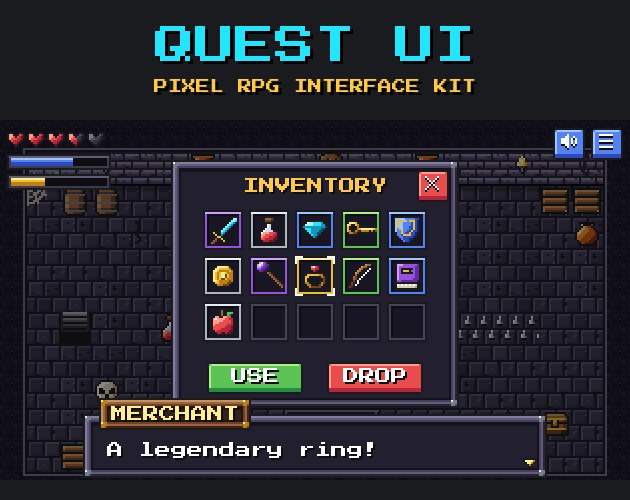 QUEST UI
PIXEL RPG INTERFACE KIT
INVENTORY
USE
DROP
MERCHANT
A legendary ring!